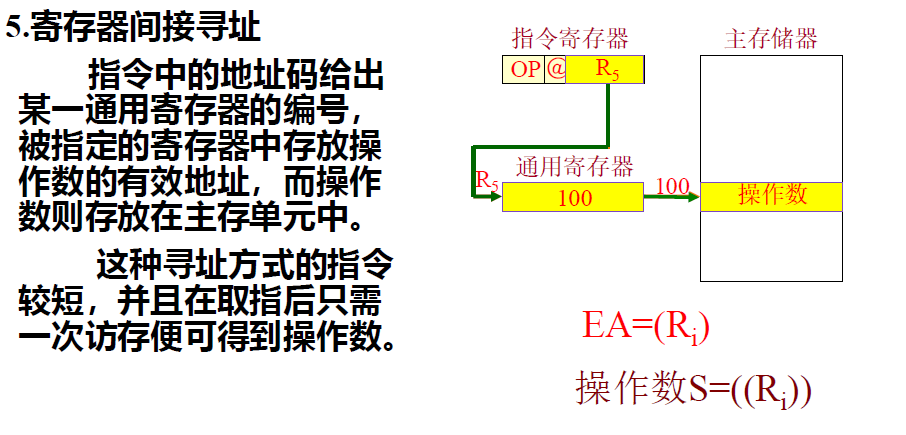 5.寄存器间接寻址
指令中的地址码给出
某一通用寄存器的编号，
被指定的寄存器中存放操
作数的有效地址，而操作
数则存放在主存单元中。
这种寻址方式的指令
较短，并且在取指后只需
一次访存便可得到操作数。
指令寄存器
主存储器
OP @ R5
通用寄存器
R5
100
100
操作数
EA=(Ri)
操作数S=((Ri))